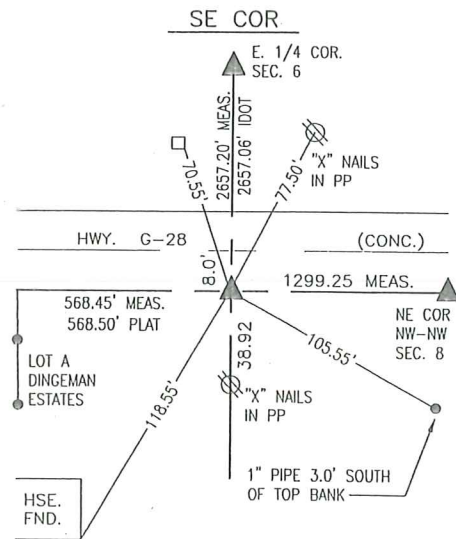 SE COR
E. 1/4 COR.
SEC. 6
2657.20' MEAS.
2657.06' IDOT
70.55'
77.50'
"X" NAILS
IN PP
HWY. G-28
(CONC.)
8.0'
1299.25 MEAS.
568.45' MEAS.
568.50' PLAT
NE COR
NW-NW
SEC. 8
LOT A
DINGEMAN
ESTATES
38.92
105.55'
118.55'
"X" NAILS
IN PP
1" PIPE 3.0' SOUTH
OF TOP BANK
HSE.
FND.